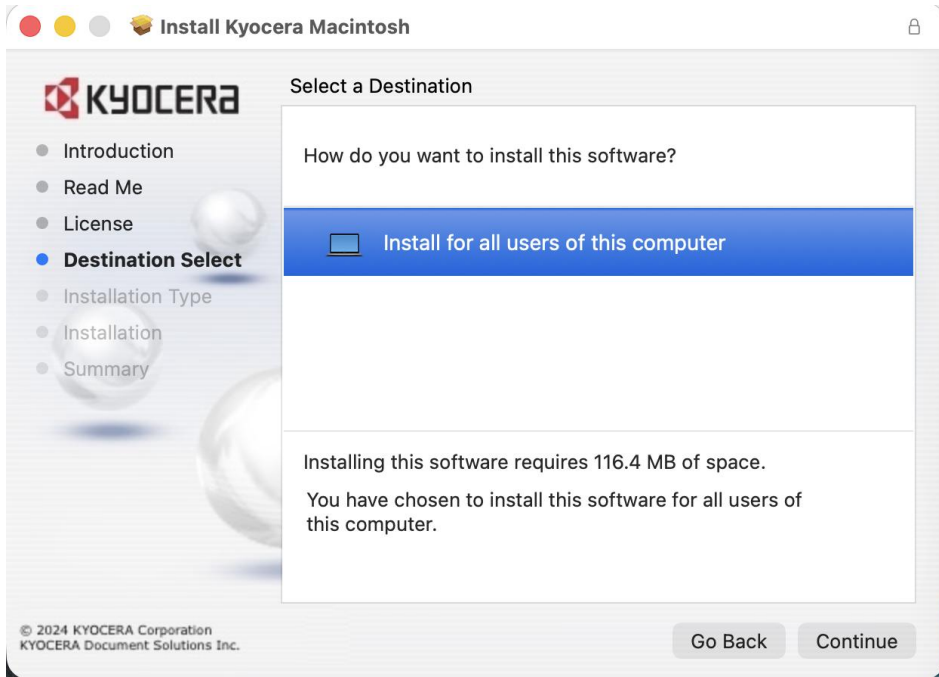 Install Kyocera Macintosh
KYOCERA
Select a Destination
Introduction
Read Me
License
Destination Select
Installation Type
Installation
Summary
How do you want to install this software?
Install for all users of this computer
Installing this software requires 116.4 MB of space.
You have chosen to install this software for all users of
this computer.
© 2024 KYOCERA Corporation
KYOCERA Document Solutions Inc.
Go Back
Continue